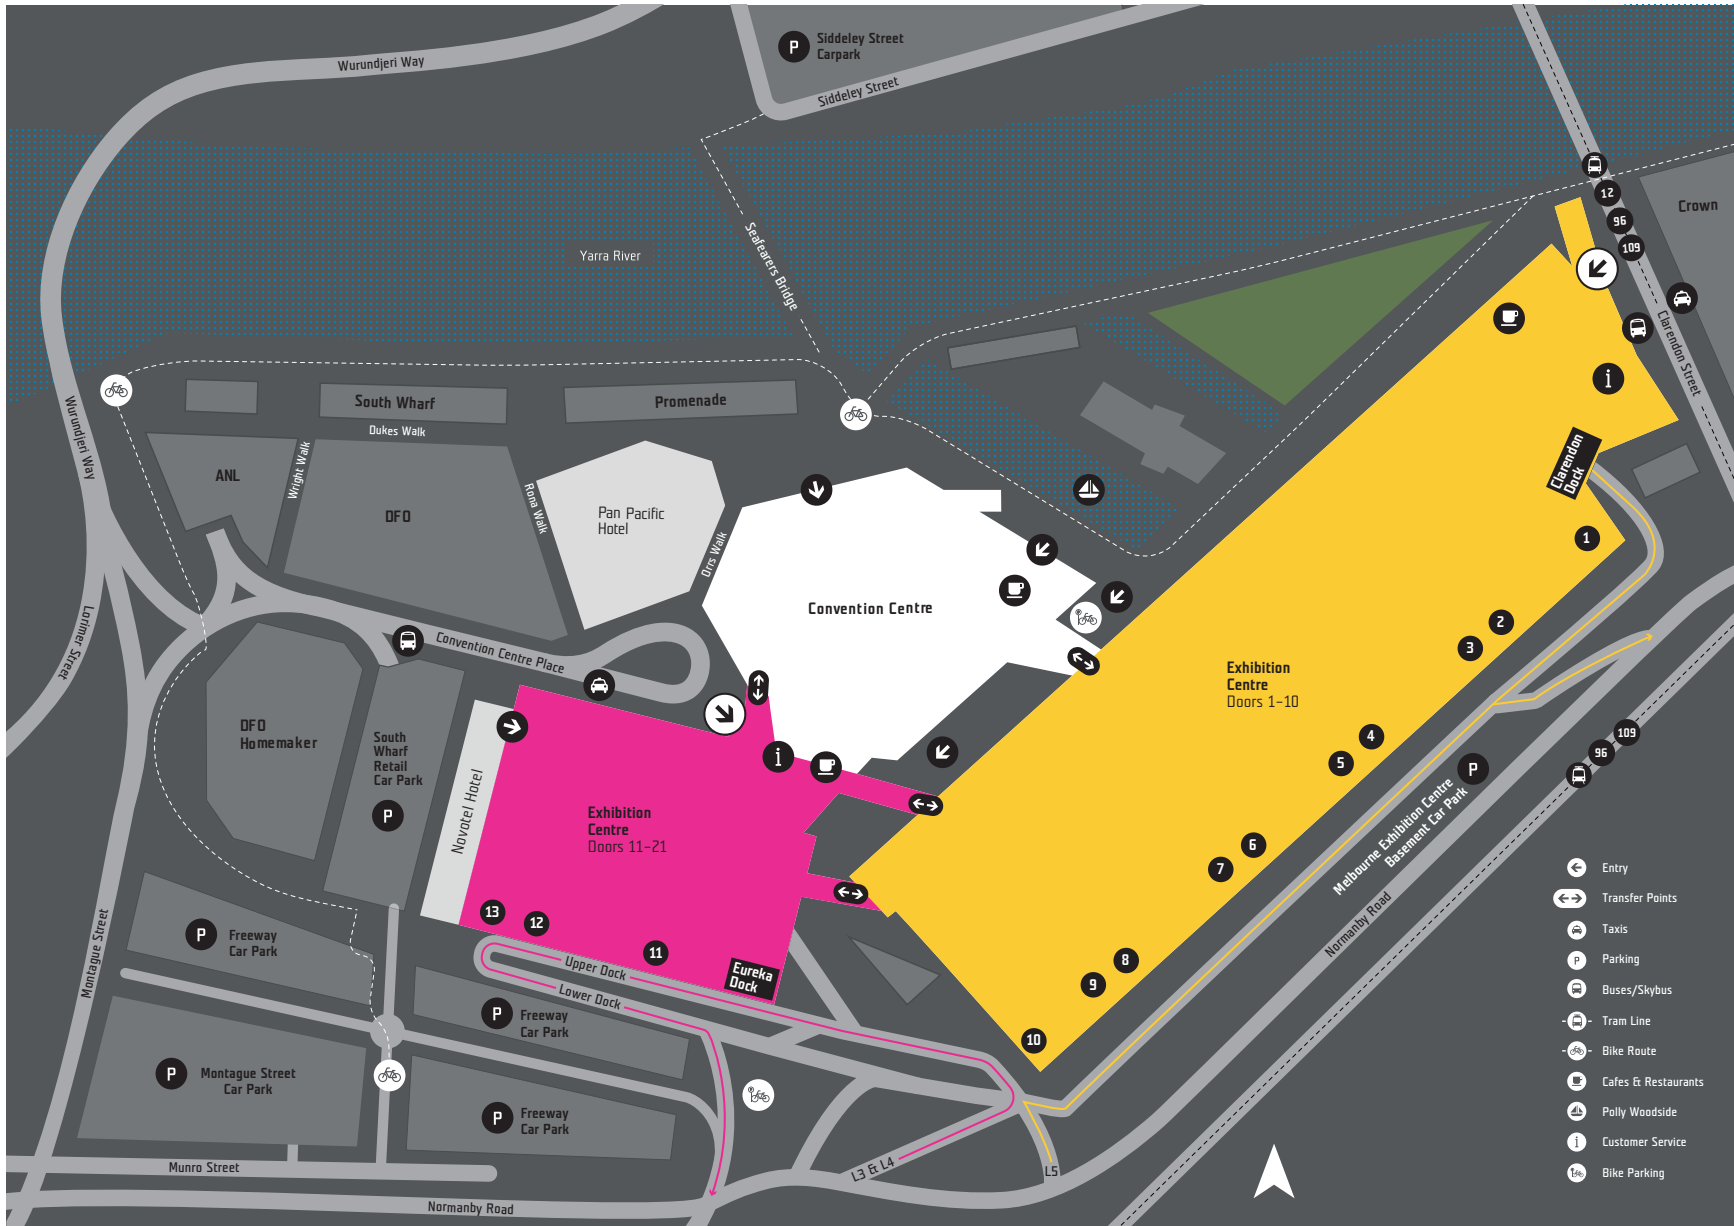 Siddeley Street
Carpark
P
Wurundjeri Way
Siddeley Street
12
96
109
Crown
Yarra River
Seafarers Bridge
Clarendon Street
i
Wurundjeri Way
South Wharf
Promenade
Dukes Walk
Wright Walk
ANL
DFO
Rona Walk
Pan Pacific
Hotel
Orrs Walk
Clarendon
Dock
1
Convention Centre
2
3
Lorimer Street
Convention Centre Place
Exhibition
Centre
Doors 1-10
DFO
Homemaker
South
Wharf
Retail
Car Park
P
Novotel Hotel
i
Exhibition
Centre
Doors 11-21
4
5
109
96
P
Melbourne Exhibition Centre
Basement Car Park
6
7
Normanby Road
13
12
11
Upper Dock
Lower Dock
Eureka
Dock
8
9
10
Montague Street
P
Freeway
Car Park
P
Freeway
Car Park
P
Montague Street
Car Park
P
Freeway
Car Park
Munro Street
Normanby Road
L3 & L4
L5
Entry
Transfer Points
Taxis
P
Parking
Buses/Skybus
Tram Line
Bike Route
Cafes & Restaurants
Polly Woodside
i
Customer Service
Bike Parking